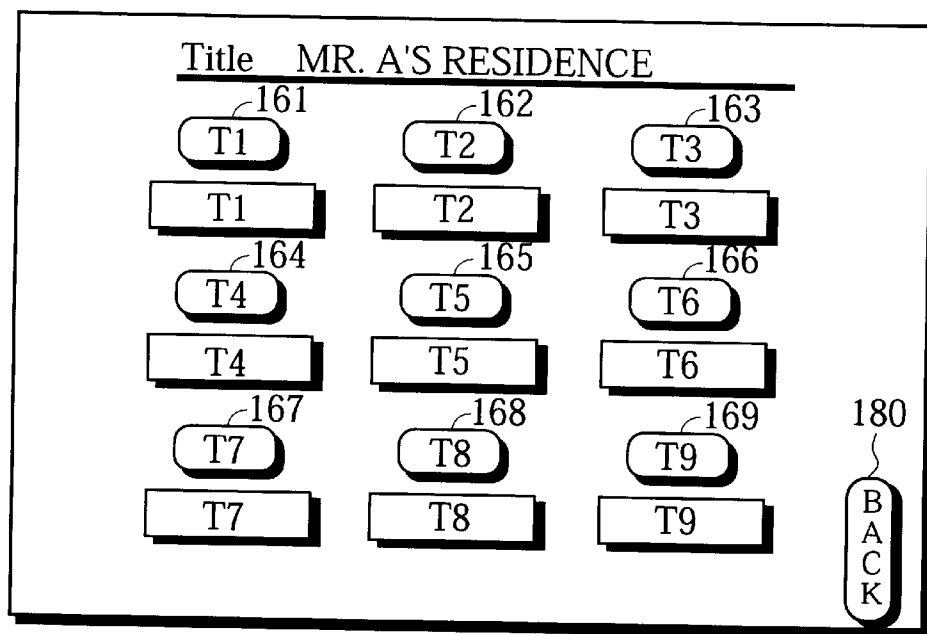 Title MR. A'S RESIDENCE
161 162 163
T1 T2 T3
T1 T2 T3
164 165 166
T4 T5 T6
T4 T5 T6
167 168 169
T7 T8 T9
T7 T8 T9
180
BACK